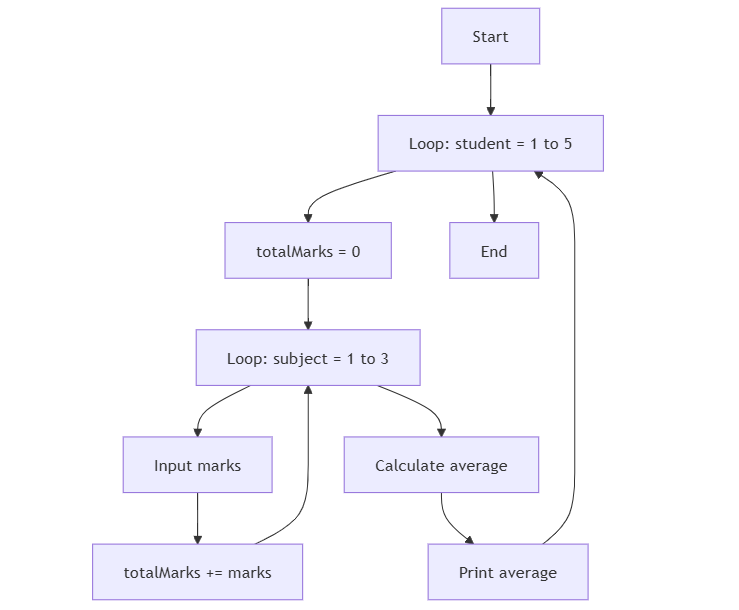 Start
Loop: student = 1 to 5
totalMarks = 0
End
Loop: subject = 1 to 3
Input marks
Calculate average
totalMarks += marks
Print average